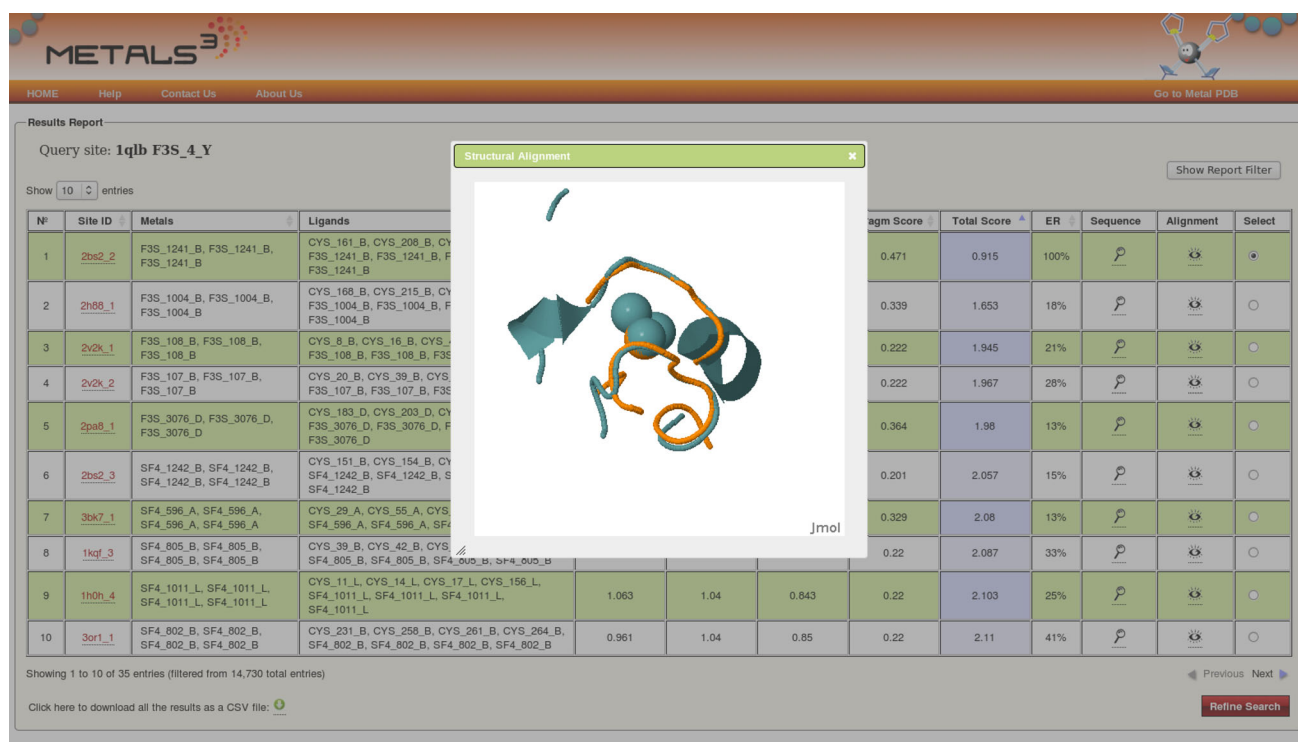 METALS³
HOME Help Contact Us About Us Go to Metal PDB
Results Report
Query site: 1qlb F3S_4_Y
Structural Alignment
Show Report Filter
Show 10 entries
Nº Site ID Metals Ligands Score Total Score ER Sequence Alignment Select
1 2bs2_2 F3S_1241_B, F3S_1241_B, F3S_1241_B CYS_161_B, CYS_208_B, F3S_1241_B, F3S_1241_B, F3S_1241_B 0.471 0.915 100%
2 2h88_1 F3S_1004_B, F3S_1004_B, F3S_1004_B CYS_168_B, CYS_215_B, F3S_1004_B, F3S_1004_B, F3S_1004_B 0.339 1.653 18%
3 2v2k_1 F3S_108_B, F3S_108_B, F3S_108_B CYS_8_B, CYS_16_B, CYS_ F3S_108_B, F3S_108_B, 0.222 1.945 21%
4 2v2k_2 F3S_107_B, F3S_107_B, F3S_107_B CYS_20_B, CYS_39_B, CYS F3S_107_B, F3S_107_B, 0.222 1.967 28%
5 2pa8_1 F3S_3076_D, F3S_3076_D, F3S_3076_D CYS_183_D, CYS_203_D, F3S_3076_D, F3S_3076_D, F3S_3076_D 0.364 1.98 13%
6 2bs2_3 SF4_1242_B, SF4_1242_B, SF4_1242_B, SF4_1242_B CYS_151_B, CYS_154_B, SF4_1242_B, SF4_1242_B, SF4_1242_B 0.201 2.057 15%
7 3bk7_1 SF4_596_A, SF4_596_A, SF4_596_A, SF4_596_A CYS_29_A, CYS_55_A, CYS SF4_596_A, SF4_596_A, 0.329 2.08 13%
Jmol
8 1kqf_3 SF4_805_B, SF4_805_B, SF4_805_B, SF4_805_B CYS_39_B, CYS_42_B, CYS SF4_805_B, SF4_805_B, SF4_805_B, SF4_805_B 0.22 2.087 33%
9 1h0h_4 SF4_1011_L, SF4_1011_L, SF4_1011_L, SF4_1011_L CYS_11_L, CYS_14_L, CYS_17_L, CYS_156_L, SF4_1011_L, SF4_1011_L, SF4_1011_L, SF4_1011_L 1.063 1.04 0.843 0.22 2.103 25%
10 3or1_1 SF4_802_B, SF4_802_B, SF4_802_B, SF4_802_B CYS_231_B, CYS_258_B, CYS_261_B, CYS_264_B, SF4_802_B, SF4_802_B, SF4_802_B, SF4_802_B 0.961 1.04 0.85 0.22 2.11 41%
Showing 1 to 10 of 35 entries (filtered from 14,730 total entries) Previous Next
Click here to download all the results as a CSV file: Refine Search